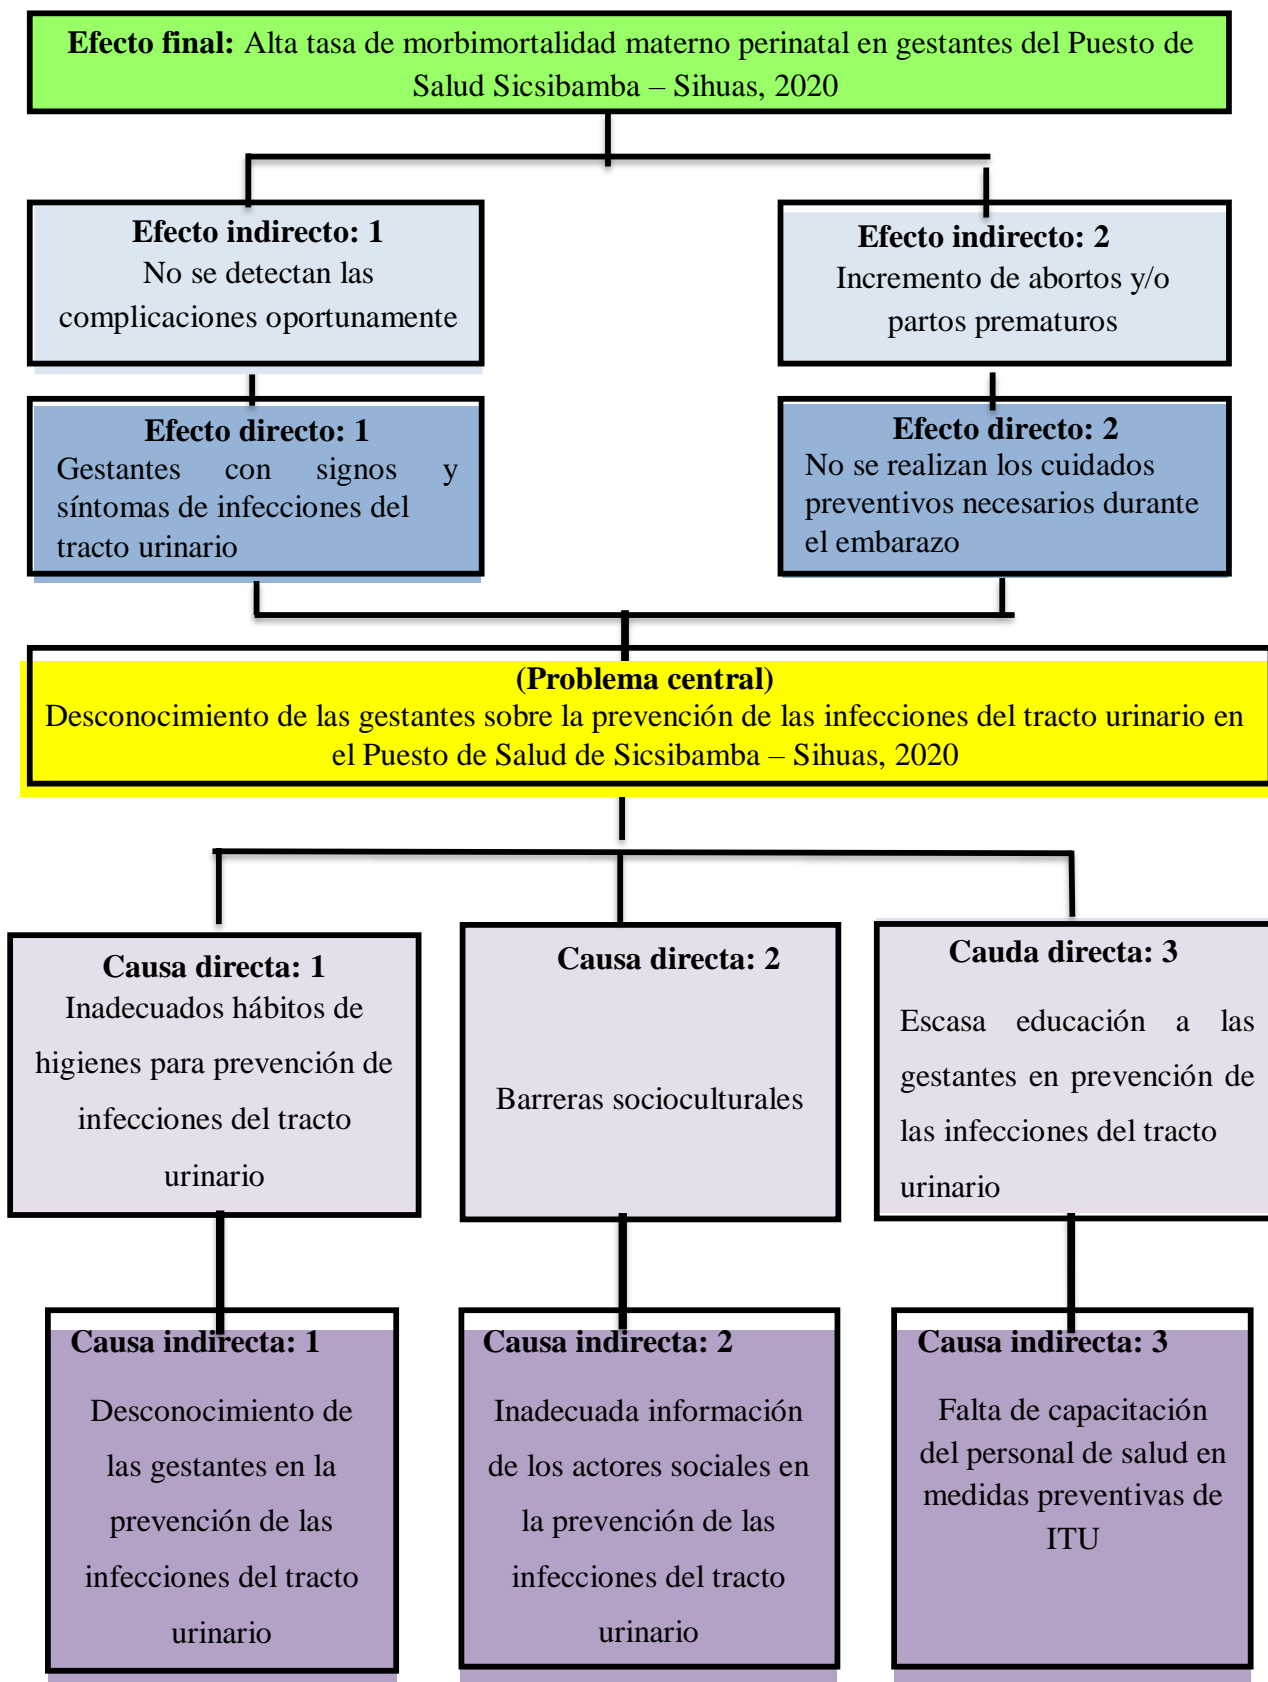 Efecto final: Alta tasa de morbimortalidad materno perinatal en gestantes del Puesto de
Salud Sicsibamba – Sihuas, 2020
Efecto indirecto: 1
No se detectan las
complicaciones oportunamente
Efecto indirecto: 2
Incremento de abortos y/o
partos prematuros
Efecto directo: 1
Gestantes con signos y
síntomas de infecciones del
tracto urinario
Efecto directo: 2
No se realizan los cuidados
preventivos necesarios durante
el embarazo
(Problema central)
Desconocimiento de las gestantes sobre la prevención de las infecciones del tracto urinario en
el Puesto de Salud de Sicsibamba – Sihuas, 2020
Causa directa: 1
Inadecuados hábitos de
higienes para prevención de
infecciones del tracto
urinario
Causa directa: 2
Barreras socioculturales
Cauda directa: 3
Escasa educación a las
gestantes en prevención de
las infecciones del tracto
urinario
Causa indirecta: 1
Desconocimiento de
las gestantes en la
prevención de las
infecciones del tracto
urinario
Causa indirecta: 2
Inadecuada información
de los actores sociales en
la prevención de las
infecciones del tracto
urinario
Causa indirecta: 3
Falta de capacitación
del personal de salud en
medidas preventivas de
ITU